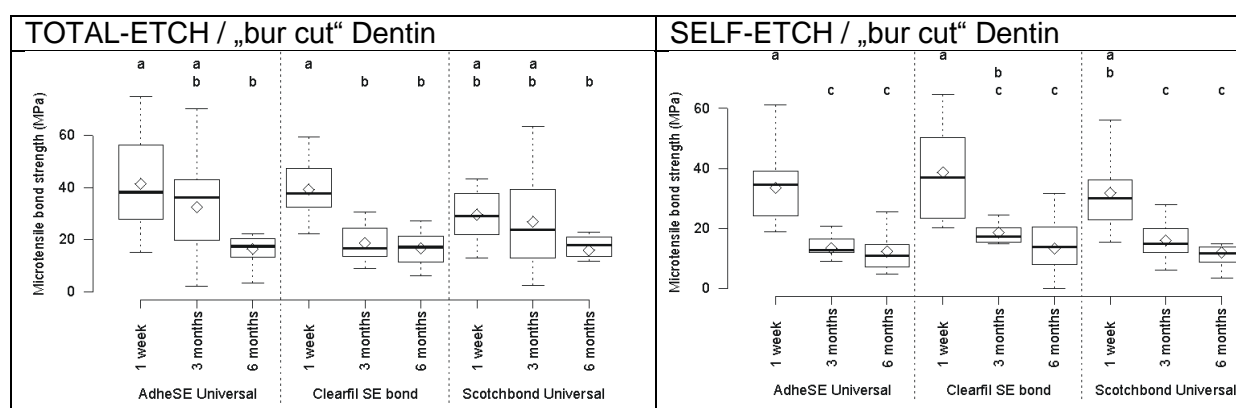 TOTAL-ETCH / „bur cut“ Dentin
a a b a b b a b a b b
Microtensile bond strength (MPa)
60
40
20
0
1 week
3 months
6 months
1 week
3 months
6 months
1 week
3 months
6 months
AdheSE Universal
Clearfil SE bond
Scotchbond Universal
SELF-ETCH / „bur cut“ Dentin
a a a
b b
c c c c c c
Microtensile bond strength (MPa)
60
40
20
0
1 week
3 months
6 months
1 week
3 months
6 months
1 week
3 months
6 months
AdheSE Universal
Clearfil SE bond
Scotchbond Universal